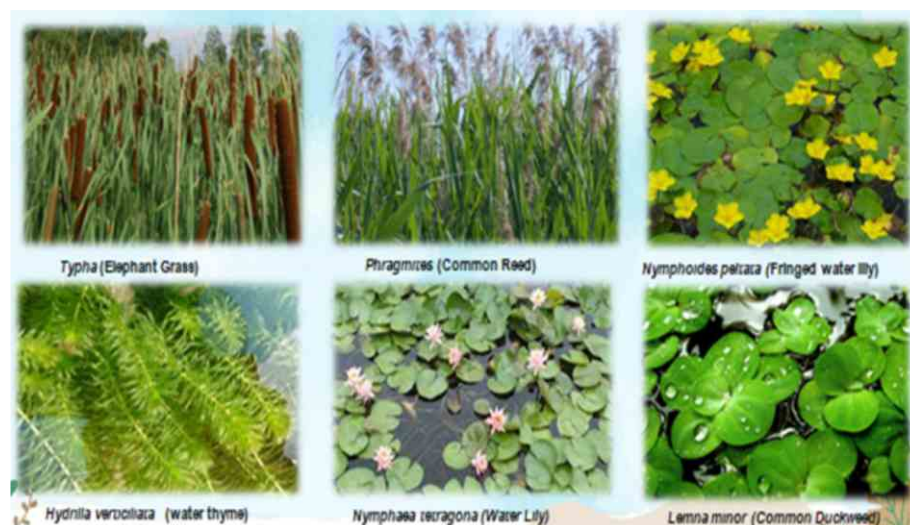 Typha (Elephant Grass)
Phragmites (Common Reed)
Nymphoides peltata (Fringed water lily)
Hydrilla verticillata (water thyme)
Nymphaea tetragona (Water Lily)
Lemna minor (Common Duckweed)